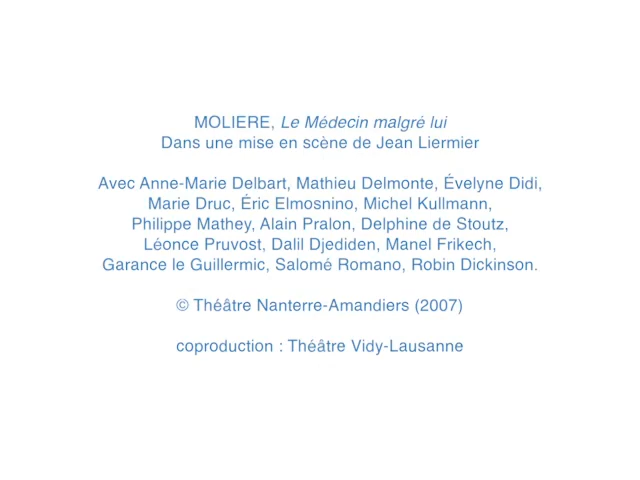 MOLIERE, Le Médecin malgré lui
Dans une mise en scène de Jean Liermier
Avec Anne-Marie Delbart, Mathieu Delmonte, Évelyne Didi,
Marie Druc, Éric Elmosnino, Michel Kullmann,
Philippe Mathey, Alain Pralon, Delphine de Stoutz,
Léonce Pruvost, Dalil Djediden, Manel Frikech,
Garance le Guillermic, Salomé Romano, Robin Dickinson.
© Théâtre Nanterre-Amandiers (2007)
coproduction : Théâtre Vidy-Lausanne